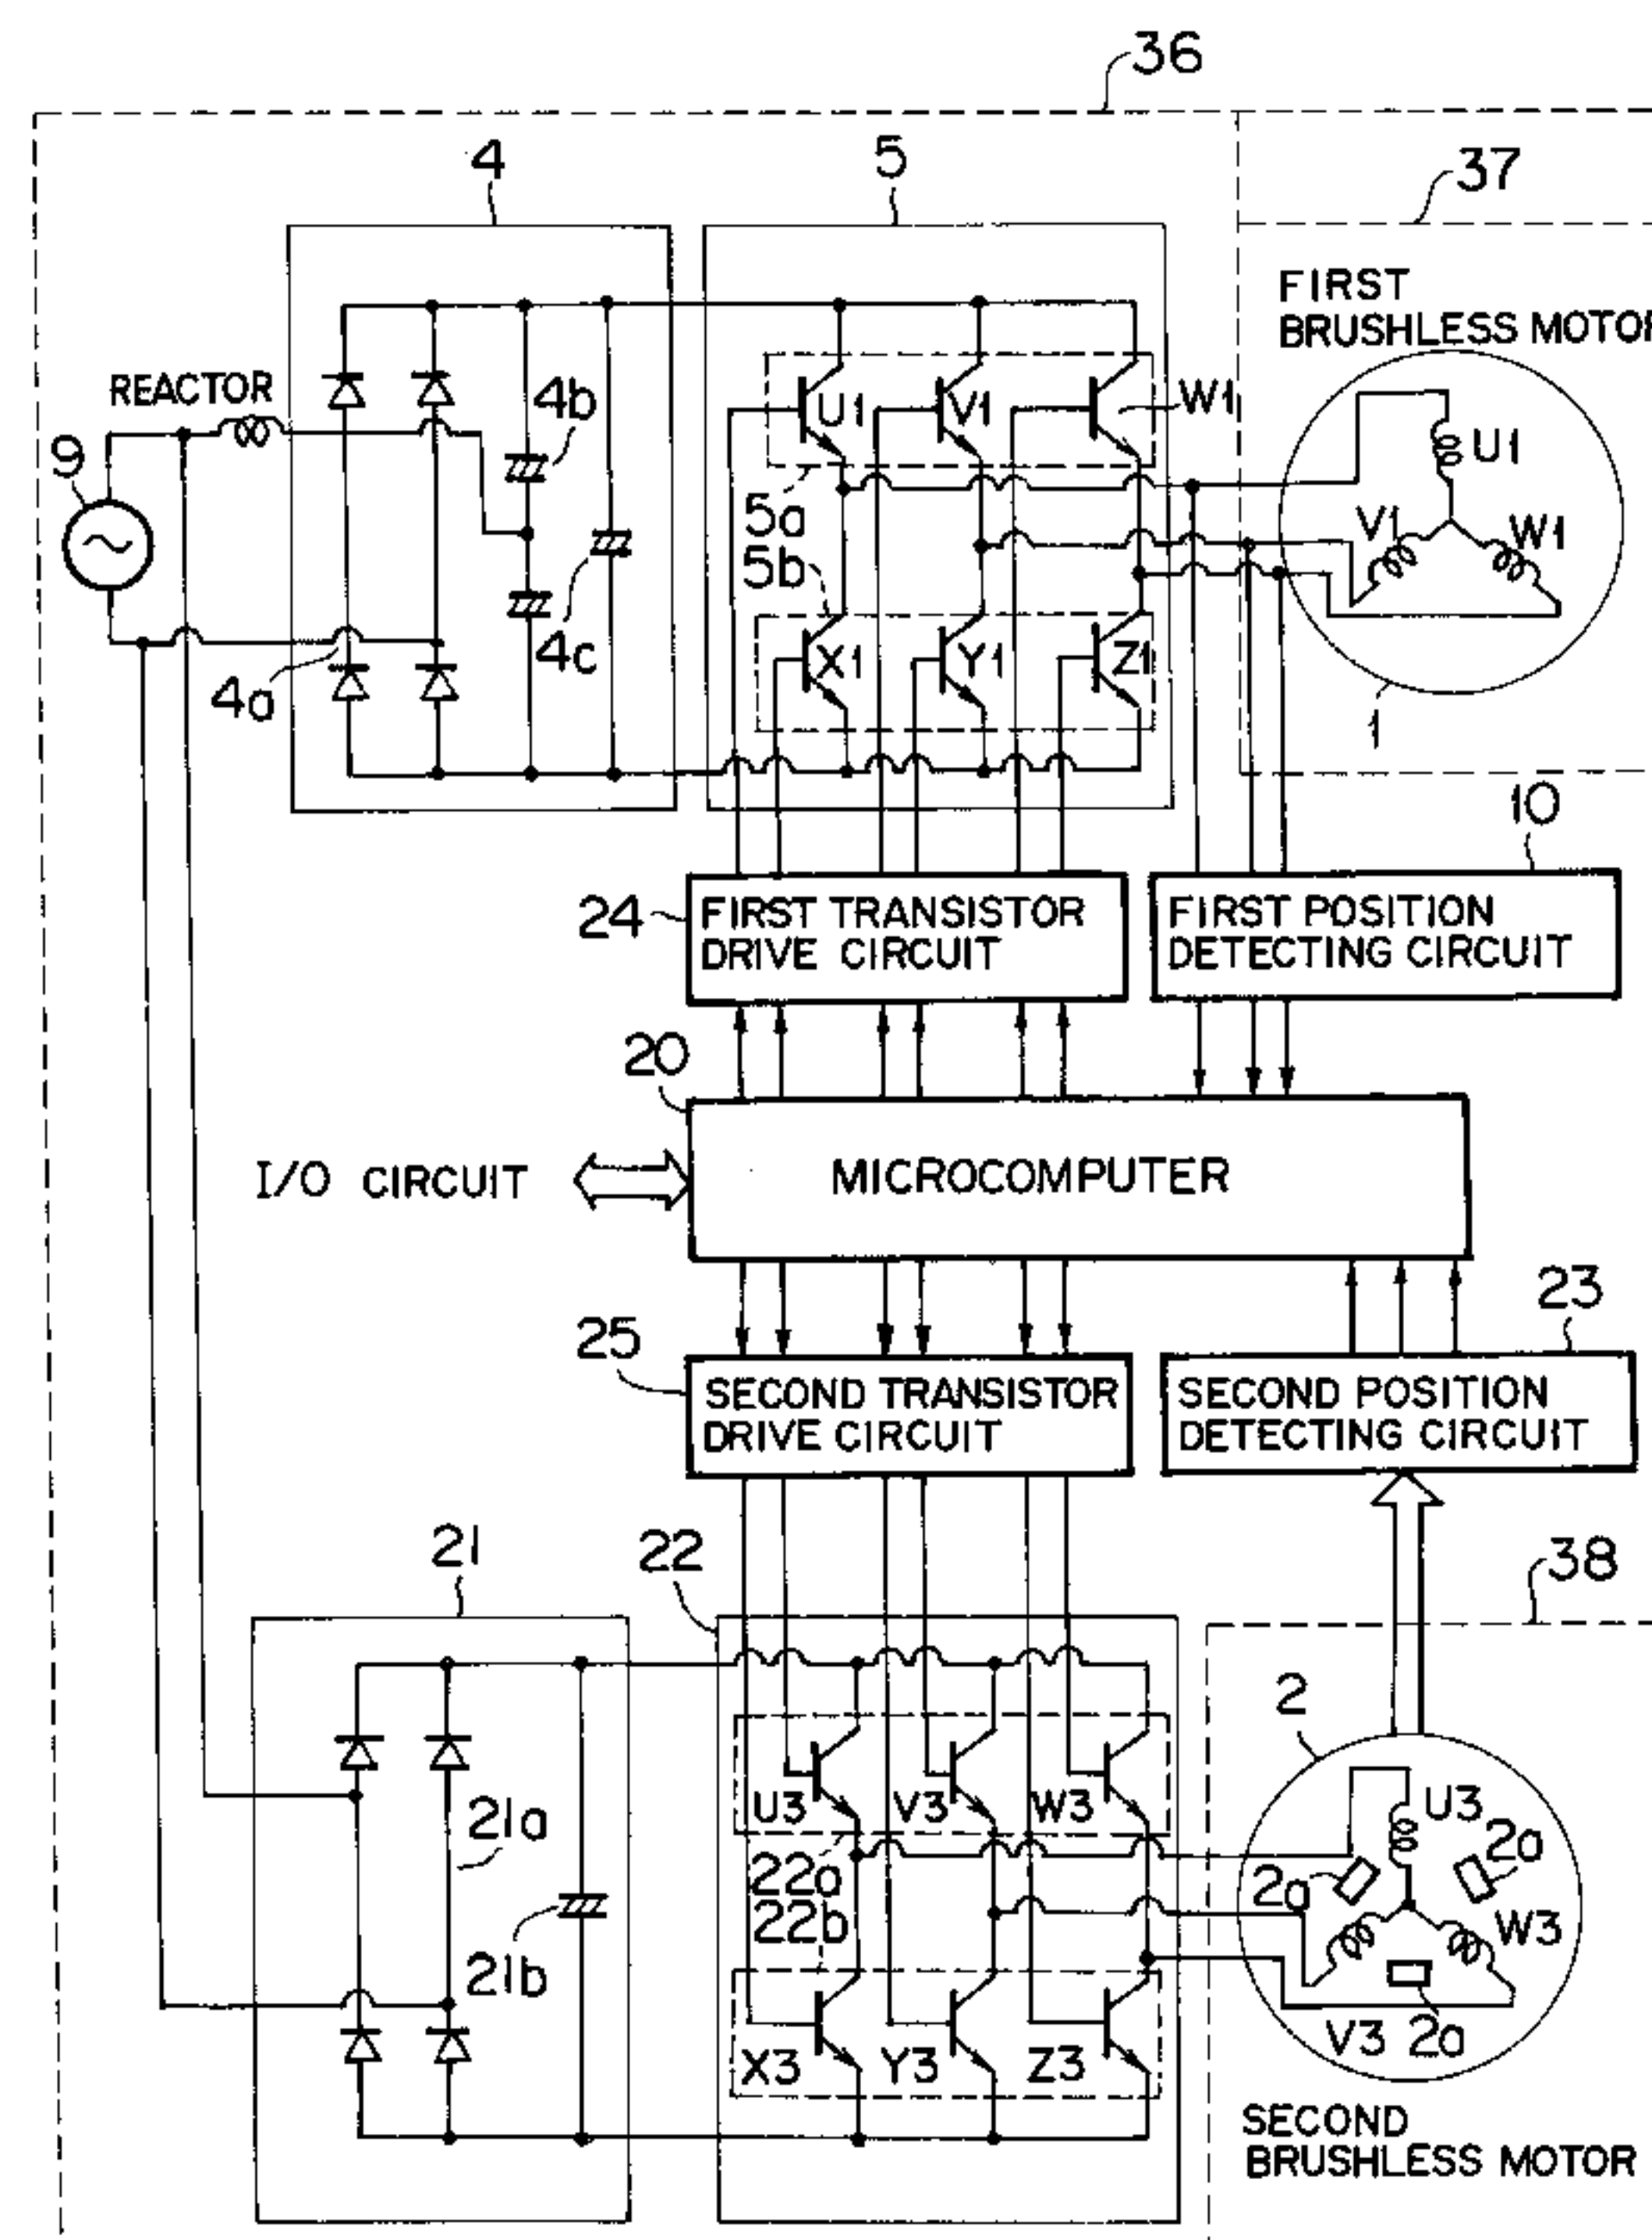 36
4
5
37
FIRST
BRUSHLESS MOTOR
REACTOR
4b
U1
V1
W1
9
U1
5a
V1
W1
5b
4c
X1
Y1
Z1
4a
1
10
24
FIRST TRANSISTOR
DRIVE CIRCUIT
FIRST POSITION
DETECTING CIRCUIT
20
I/O CIRCUIT
MICROCOMPUTER
23
25
SECOND TRANSISTOR
DRIVE CIRCUIT
SECOND POSITION
DETECTING CIRCUIT
21
22
38
2
U3
V3
W3
U3
21a
2a
22a
2a
22b
W3
21b
X3
Y3
Z3
V3
2a
SECOND
BRUSHLESS MOTOR